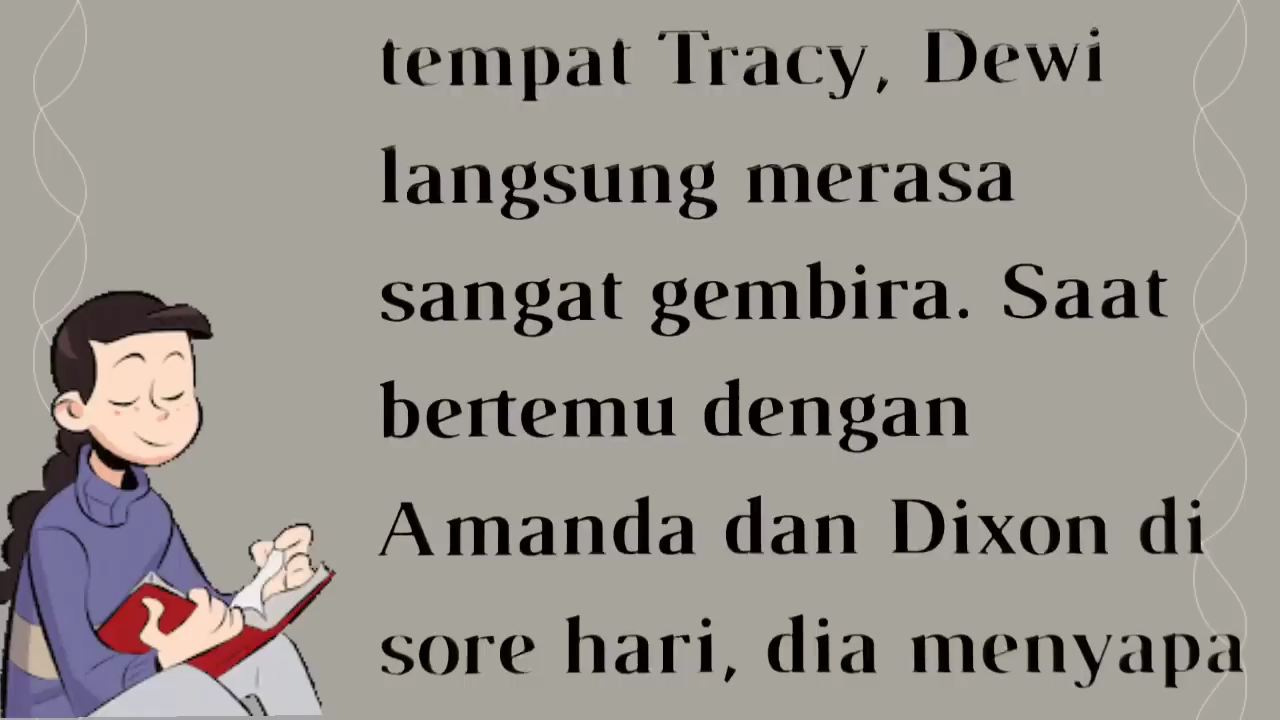 tempat Tracy, Dewi
langsung merasa
sangat gembira. Saat
bertemu dengan
Amanda dan Dixon di
sore hari, dia menyapa